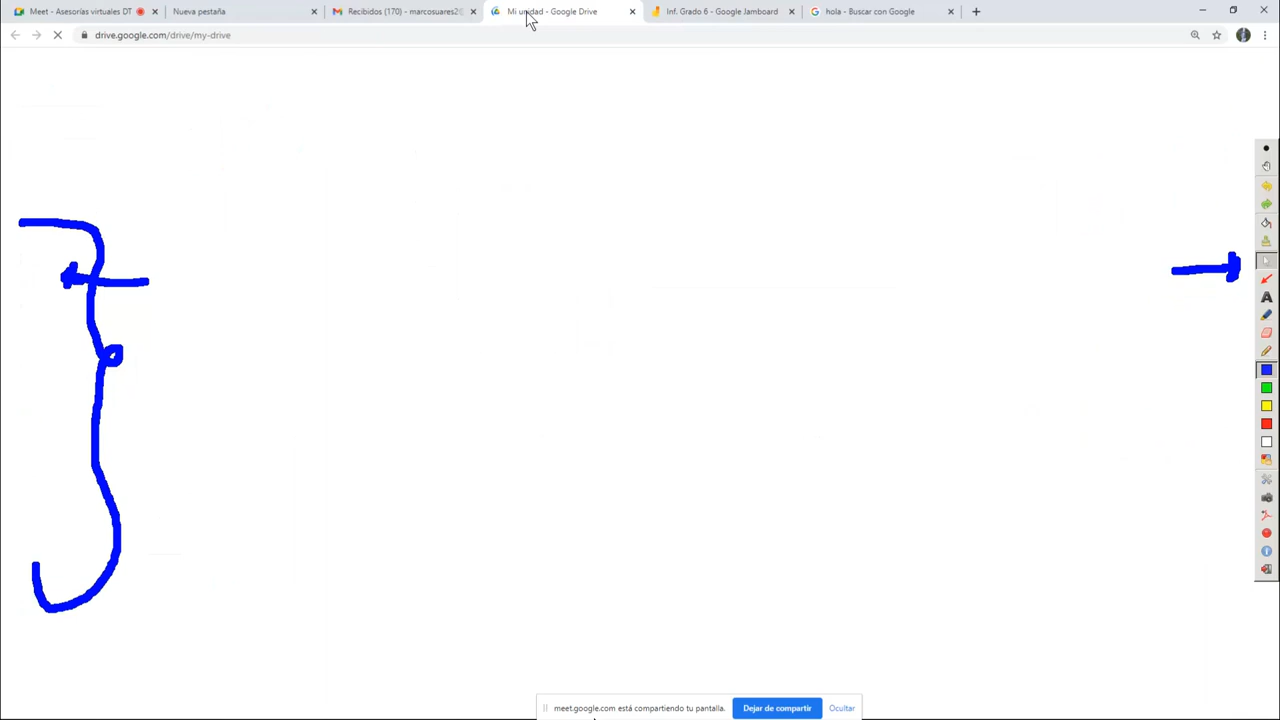 Meet - Asesorías virtuales DT
Nueva pestaña
Recibidos (170) - marcosuares2
Mi unidad - Google Drive
Inf. Grado 6 - Google Jamboard
hola - Buscar con Google
drive.google.com/drive/my-drive
A
meet.google.com está compartiendo tu pantalla.
Dejar de compartir
Ocultar